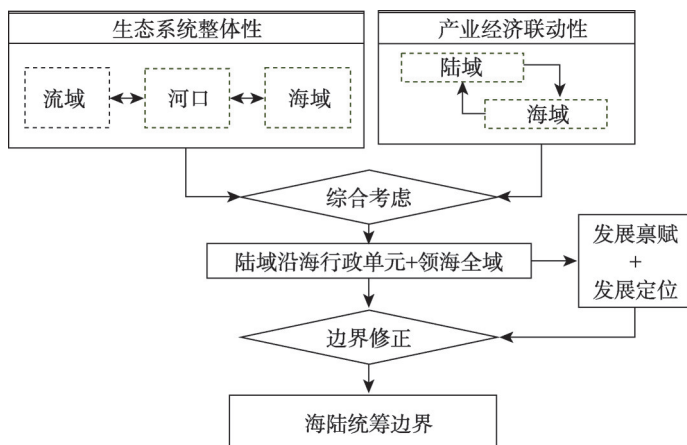 生态系统整体性
产业经济联动性
流域
河口
海域
陆域
海域
综合考虑
陆域沿海行政单元+领海全域
发展禀赋
+
发展定位
边界修正
海陆统筹边界